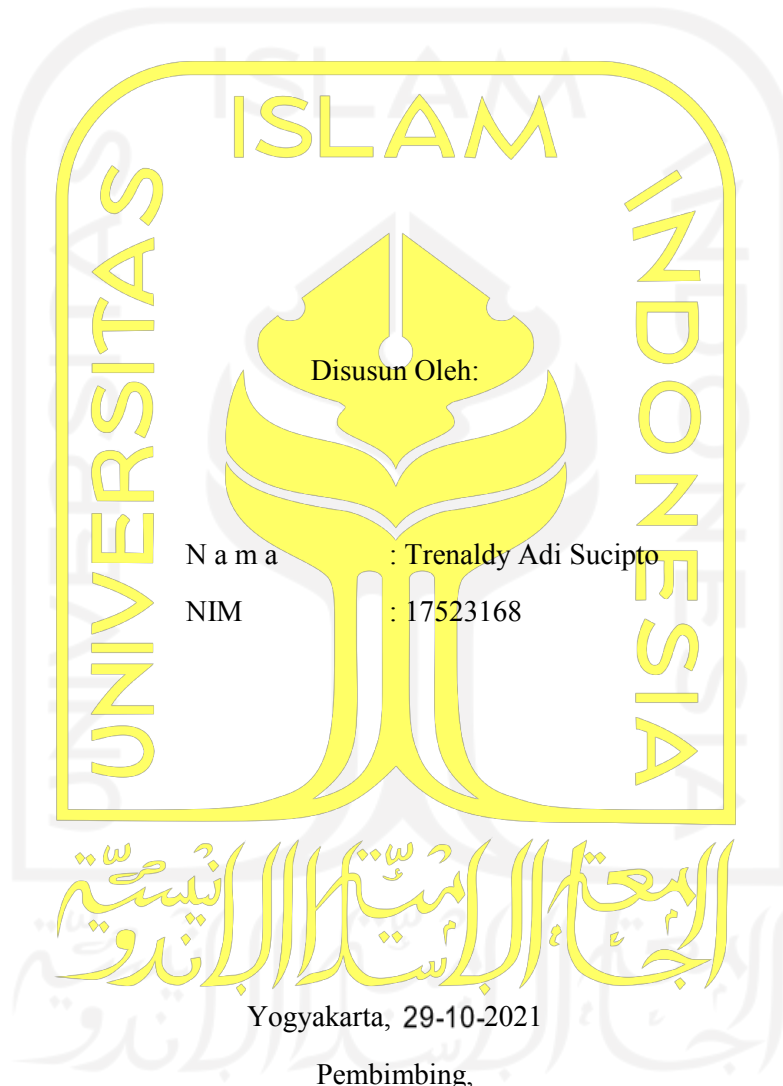 ISLAM
UNIVERSITAS
INDONESIA
Disusun Oleh:
N a m a : Trenaldy Adi Sucipto
NIM : 17523168
الجامعة الإسلامية الإندونيسية
Yogyakarta, 29-10-2021
Pembimbing,